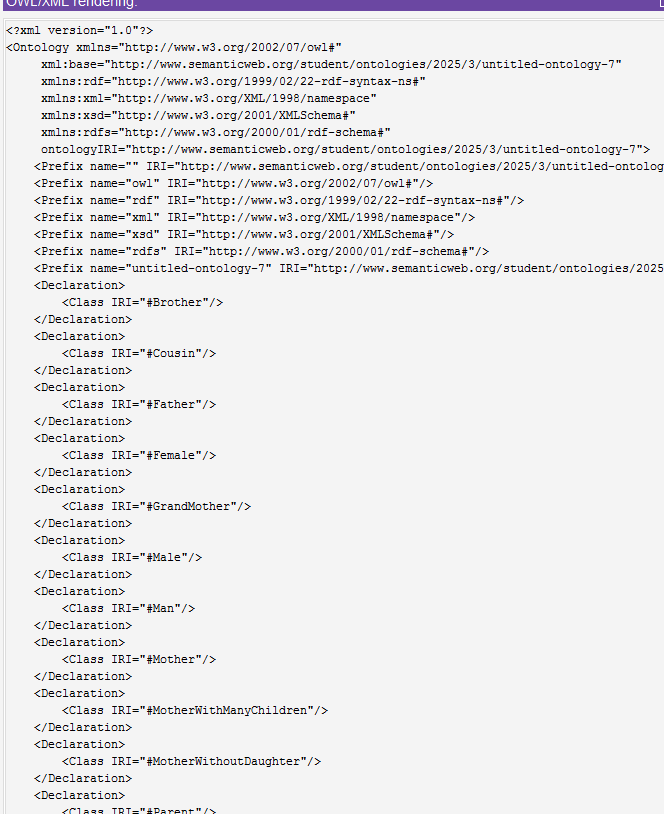 OWL/XML rendering:
<?xml version="1.0"?>
<Ontology xmlns="http://www.w3.org/2002/07/owl#"
     xml:base="http://www.semanticweb.org/student/ontologies/2025/3/untitled-ontology-7"
     xmlns:rdf="http://www.w3.org/1999/02/22-rdf-syntax-ns#"
     xmlns:xml="http://www.w3.org/XML/1998/namespace"
     xmlns:xsd="http://www.w3.org/2001/XMLSchema#"
     xmlns:rdfs="http://www.w3.org/2000/01/rdf-schema#"
     ontologyIRI="http://www.semanticweb.org/student/ontologies/2025/3/untitled-ontology-7">
    <Prefix name="" IRI="http://www.semanticweb.org/student/ontologies/2025/3/untitled-ontolog
    <Prefix name="owl" IRI="http://www.w3.org/2002/07/owl#"/>
    <Prefix name="rdf" IRI="http://www.w3.org/1999/02/22-rdf-syntax-ns#"/>
    <Prefix name="xml" IRI="http://www.w3.org/XML/1998/namespace"/>
    <Prefix name="xsd" IRI="http://www.w3.org/2001/XMLSchema#"/>
    <Prefix name="rdfs" IRI="http://www.w3.org/2000/01/rdf-schema#"/>
    <Prefix name="untitled-ontology-7" IRI="http://www.semanticweb.org/student/ontologies/2025
    <Declaration>
        <Class IRI="#Brother"/>
    </Declaration>
    <Declaration>
        <Class IRI="#Cousin"/>
    </Declaration>
    <Declaration>
        <Class IRI="#Father"/>
    </Declaration>
    <Declaration>
        <Class IRI="#Female"/>
    </Declaration>
    <Declaration>
        <Class IRI="#GrandMother"/>
    </Declaration>
    <Declaration>
        <Class IRI="#Male"/>
    </Declaration>
    <Declaration>
        <Class IRI="#Man"/>
    </Declaration>
    <Declaration>
        <Class IRI="#Mother"/>
    </Declaration>
    <Declaration>
        <Class IRI="#MotherWithManyChildren"/>
    </Declaration>
    <Declaration>
        <Class IRI="#MotherWithoutDaughter"/>
    </Declaration>
    <Declaration>
        <Class IRI="#Parent"/>